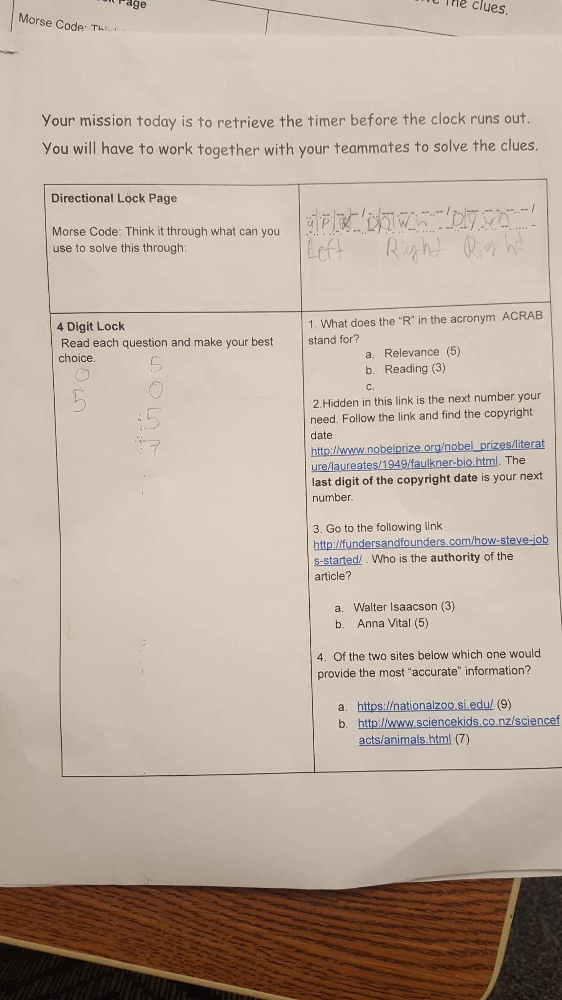 Page
the clues.
Morse Code:
Your mission today is to retrieve the timer before the clock runs out.
You will have to work together with your teammates to solve the clues.
Directional Lock Page
Morse Code: Think it through what can you
use to solve this through:
Left Right Right
4 Digit Lock
Read each question and make your best
choice.
0 5
5 0
5
7
1. What does the “R” in the acronym ACRAB
stand for?
a. Relevance (5)
b. Reading (3)
c.
2.Hidden in this link is the next number your
need. Follow the link and find the copyright
date
http://www.nobelprize.org/nobel_prizes/literat
ure/laureates/1949/faulkner-bio.html. The
last digit of the copyright date is your next
number.
3. Go to the following link
http://fundersandfounders.com/how-steve-job
s-started/ . Who is the authority of the
article?
a. Walter Isaacson (3)
b. Anna Vital (5)
4. Of the two sites below which one would
provide the most “accurate” information?
a. https://nationalzoo.si.edu/ (9)
b. http://www.sciencekids.co.nz/sciencef
acts/animals.html (7)